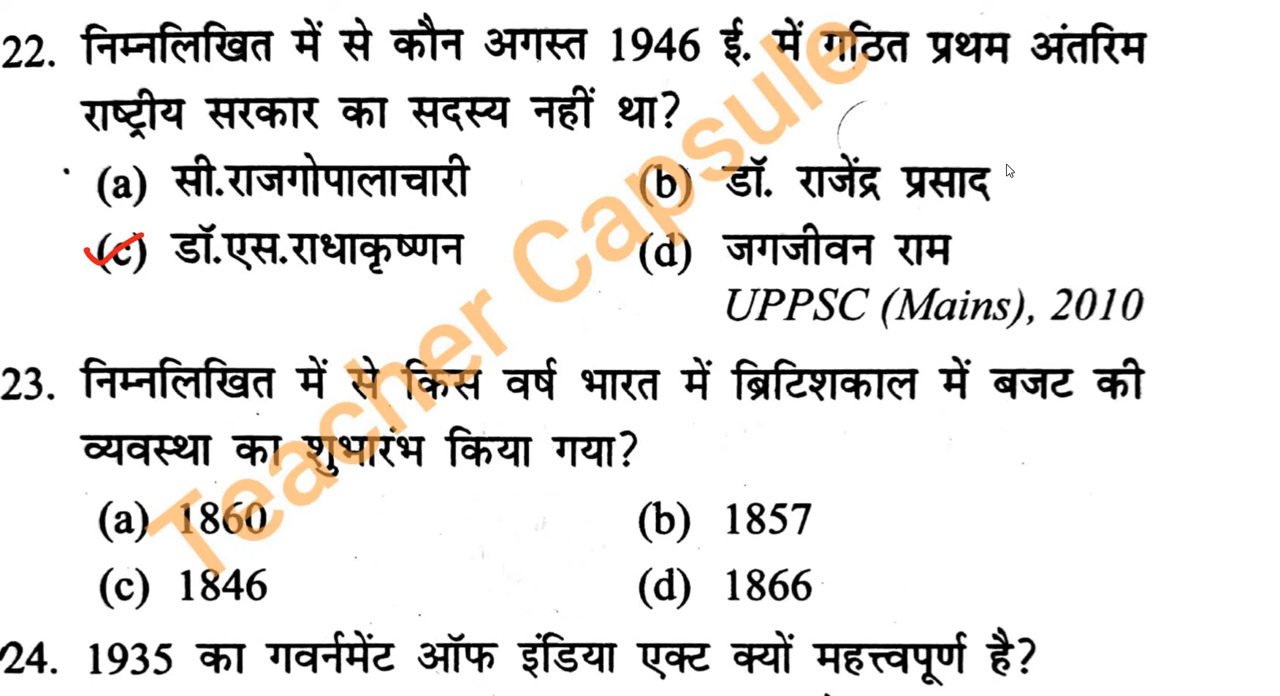 22. निम्नलिखित में से कौन अगस्त 1946 ई. में गठित प्रथम अंतरिम
राष्ट्रीय सरकार का सदस्य नहीं था?
(a) सी.राजगोपालाचारी (b) डॉ. राजेंद्र प्रसाद
(c) डॉ.एस.राधाकृष्णन (d) जगजीवन राम
UPPSC (Mains), 2010
23. निम्नलिखित में से किस वर्ष भारत में ब्रिटिशकाल में बजट की
व्यवस्था का शुभारंभ किया गया?
(a) 1860 (b) 1857
(c) 1846 (d) 1866
24. 1935 का गवर्नमेंट ऑफ इंडिया एक्ट क्यों महत्त्वपूर्ण है?
Teacher Capsule